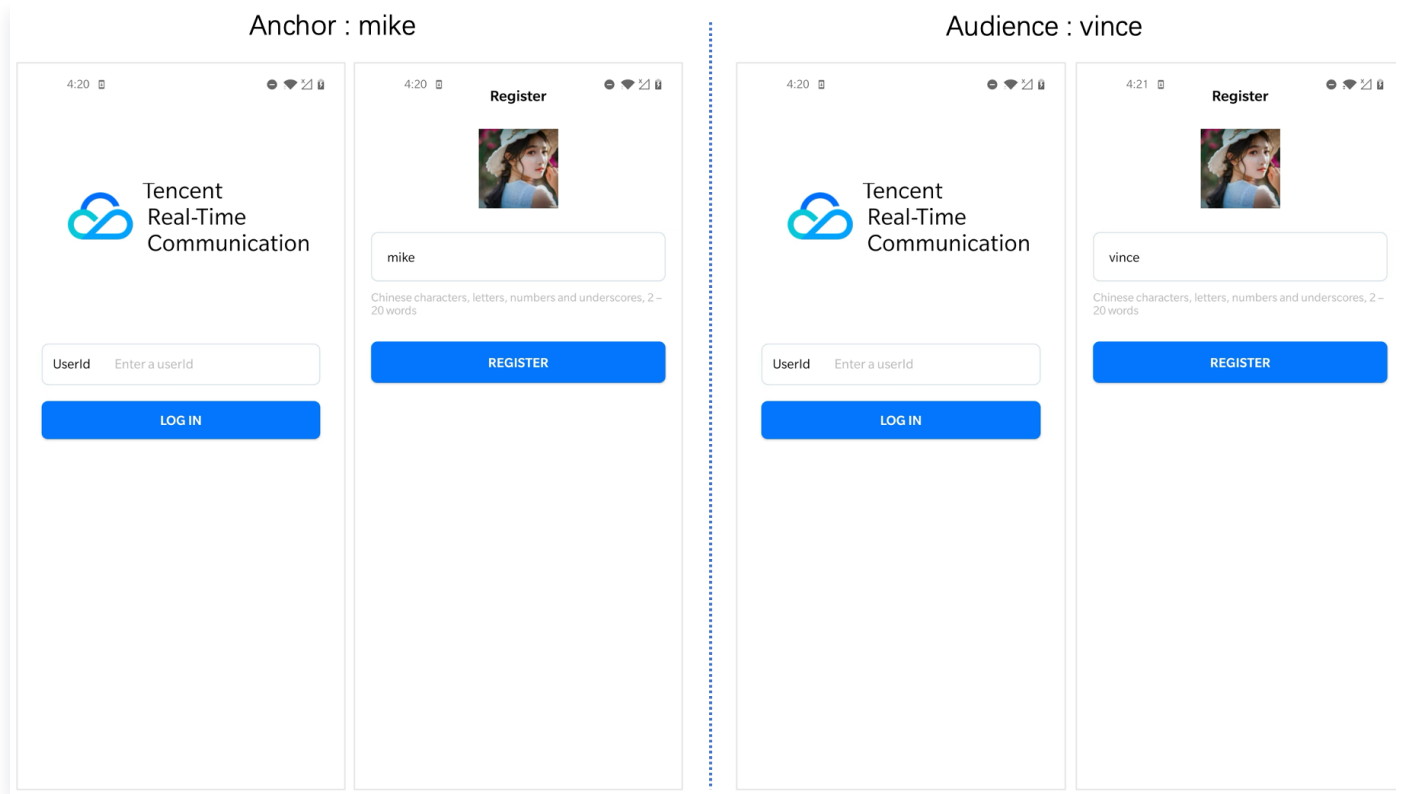 Anchor : mike
4:20
Tencent
Real-Time
Communication
UserId Enter a userId
LOG IN
4:20
Register
mike
Chinese characters, letters, numbers and underscores, 2 –
20 words
REGISTER
Audience : vince
4:20
Tencent
Real-Time
Communication
UserId Enter a userId
LOG IN
4:21
Register
vince
Chinese characters, letters, numbers and underscores, 2 –
20 words
REGISTER